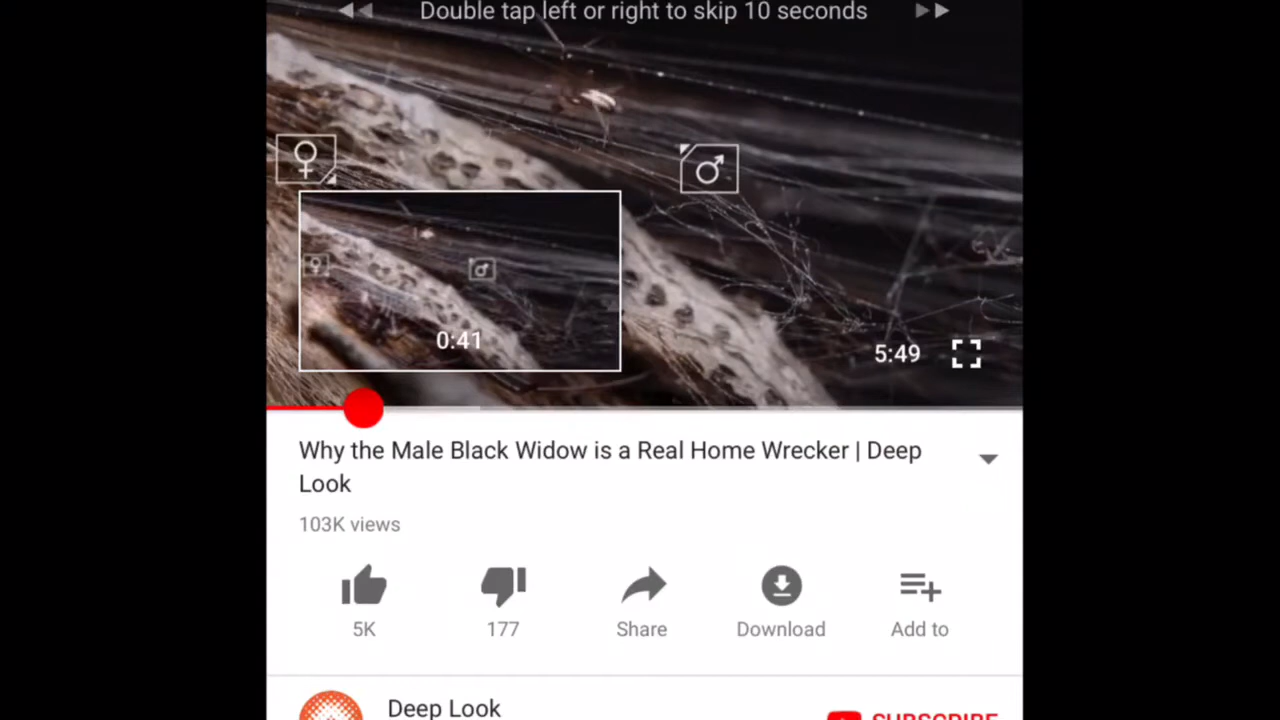 Double tap left or right to skip 10 seconds
0:41
5:49
Why the Male Black Widow is a Real Home Wrecker | Deep
Look
103K views
5K
177
Share
Download
Add to
Deep Look
SUBSCRIBE